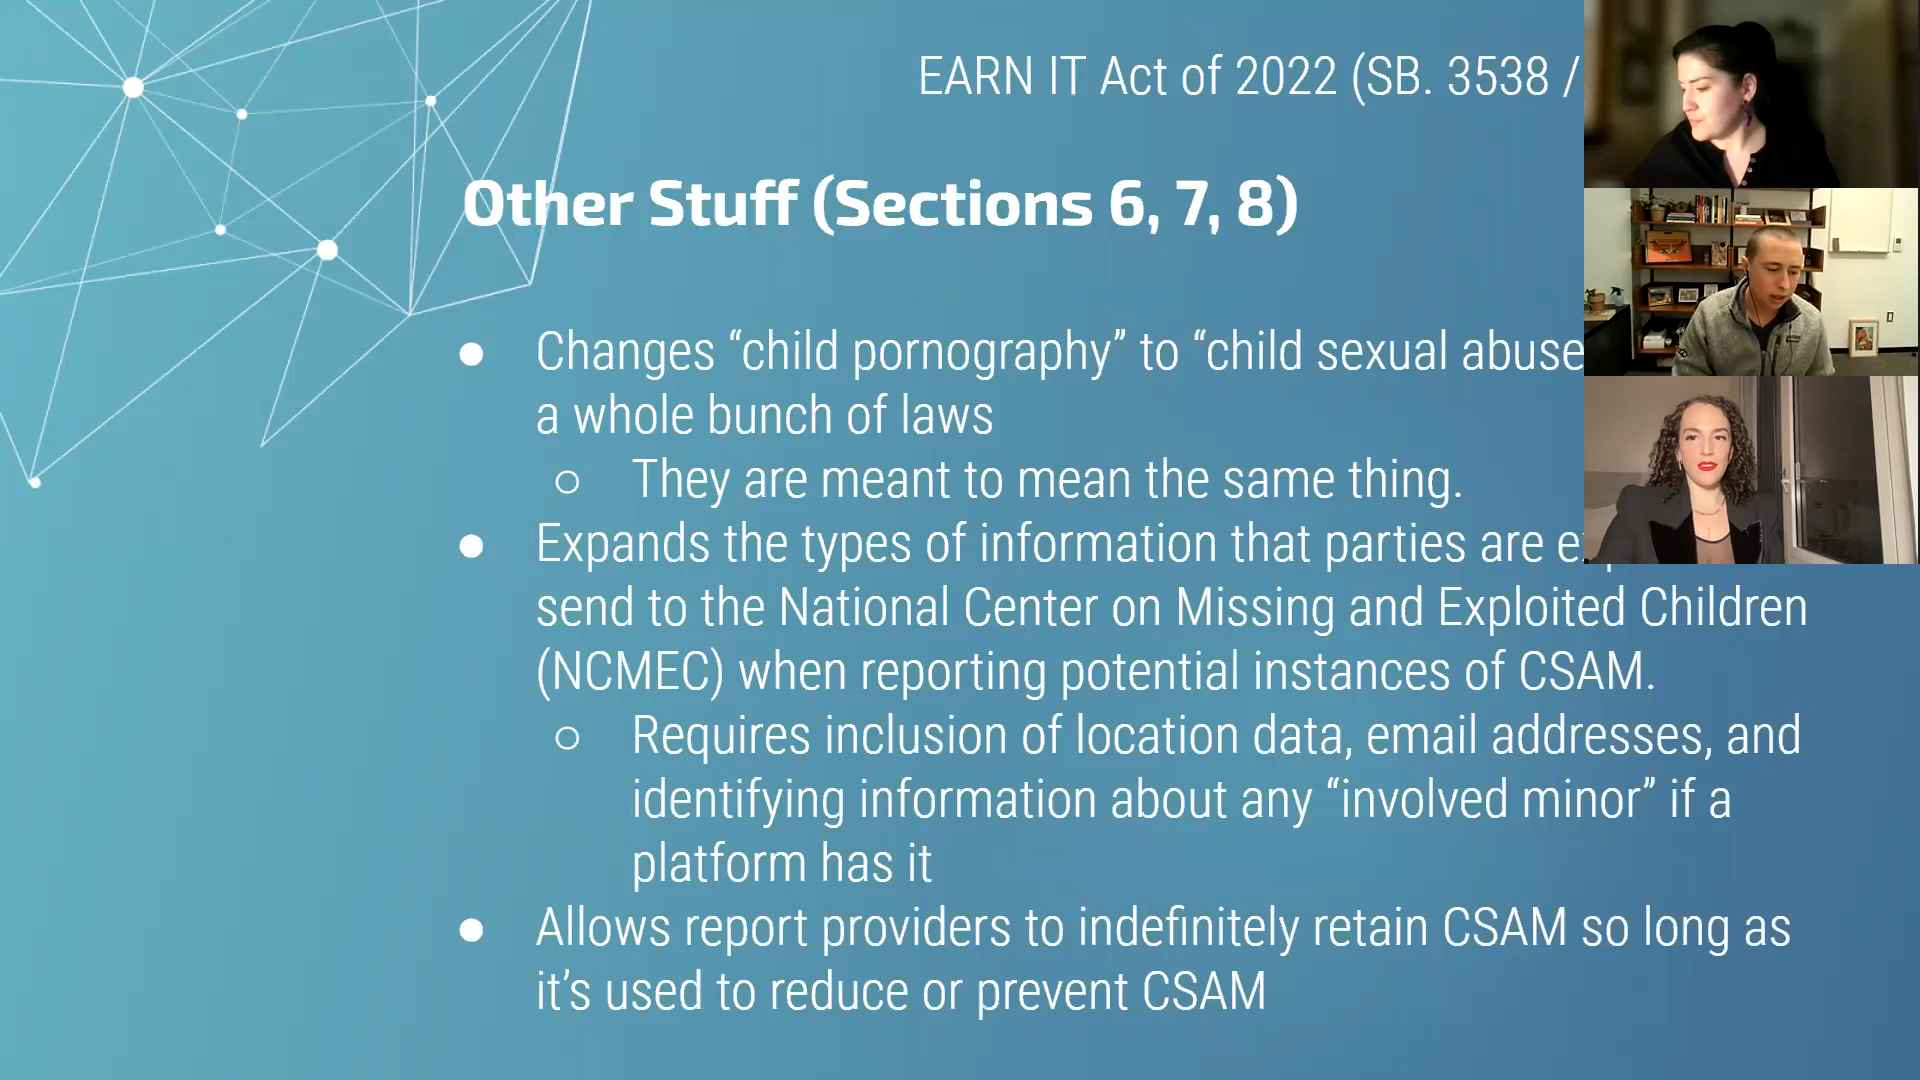 EARN IT Act of 2022 (SB. 3538 /
Other Stuff (Sections 6, 7, 8)
● Changes “child pornography” to “child sexual abuse
a whole bunch of laws
○ They are meant to mean the same thing.
● Expands the types of information that parties are
send to the National Center on Missing and Exploited Children
(NCMEC) when reporting potential instances of CSAM.
○ Requires inclusion of location data, email addresses, and
identifying information about any “involved minor” if a
platform has it
● Allows report providers to indefinitely retain CSAM so long as
it’s used to reduce or prevent CSAM